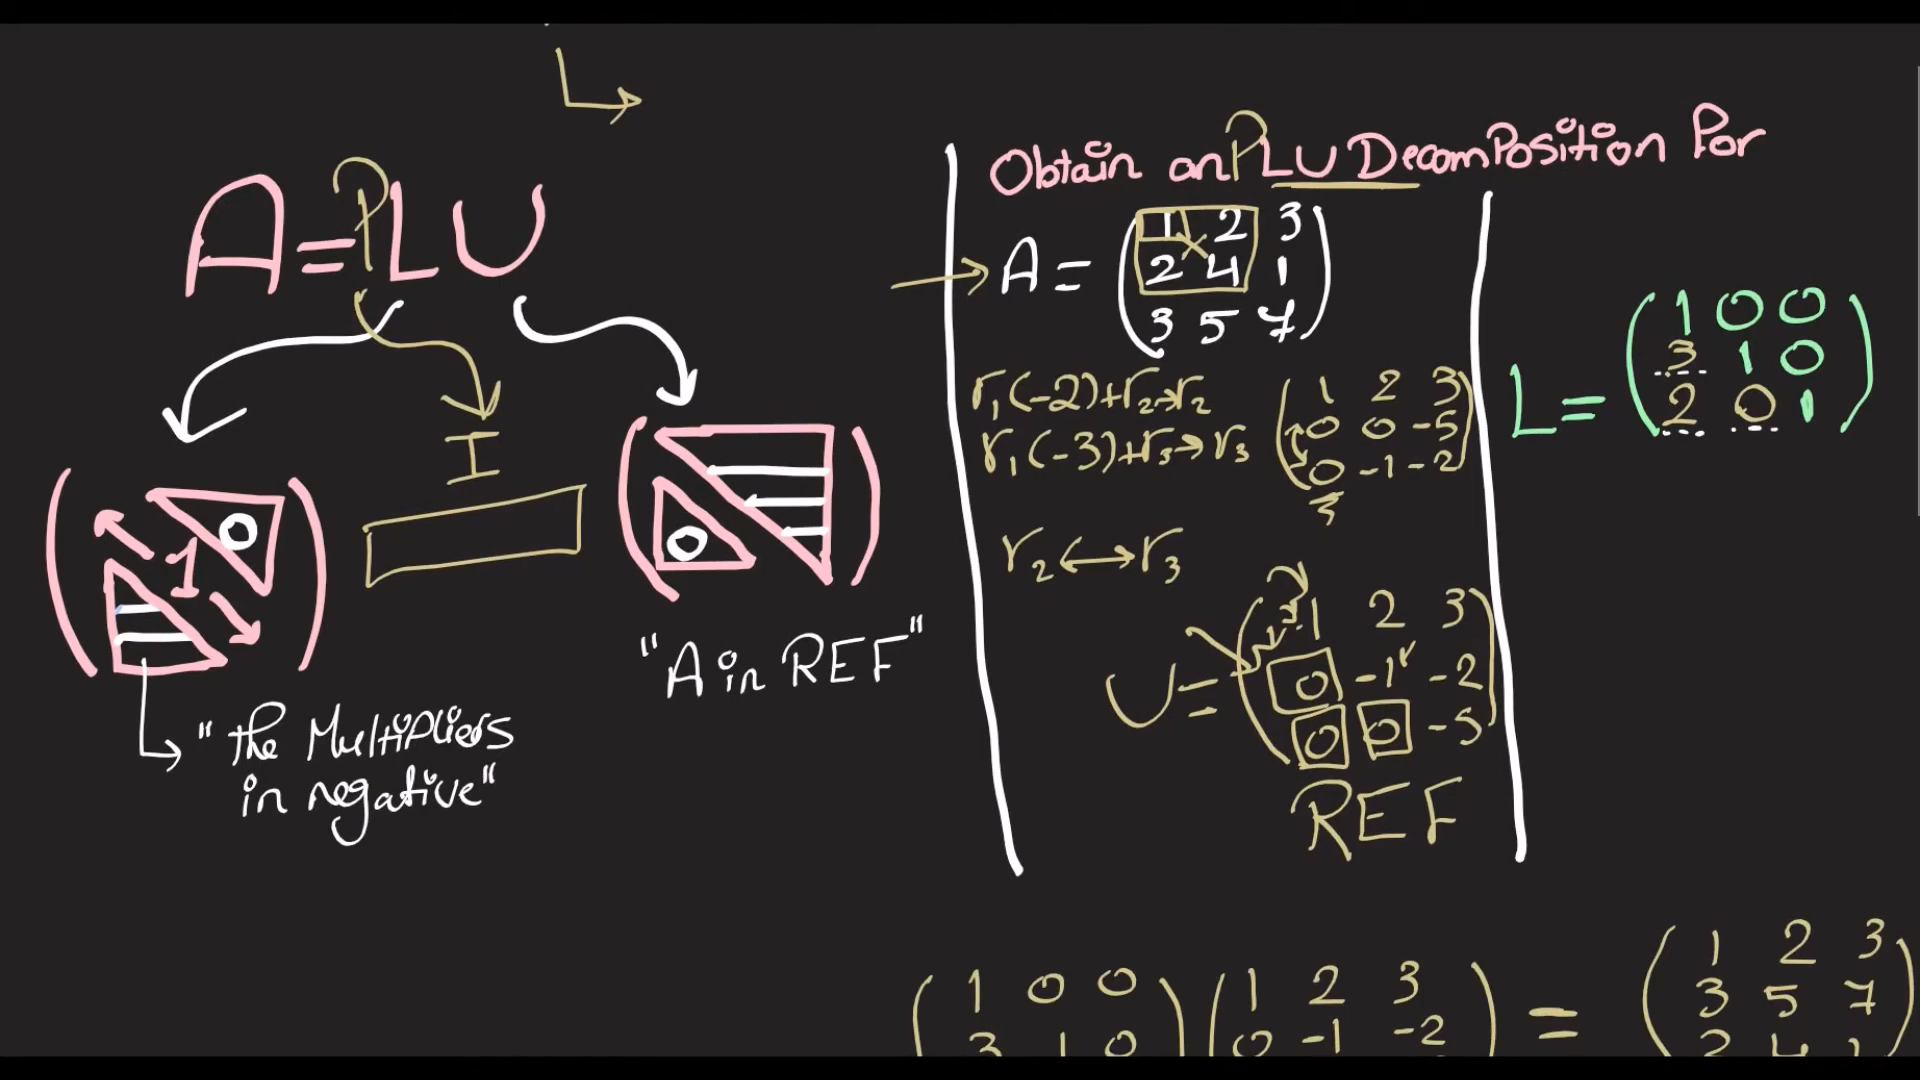 A=PLU
I
"the Multipliers
in negative"
"A in REF"
Obtain an PLU Decomposition For
A = ( 1 2 3
2 4 1
3 5 7 )
r₁(-2)+r₂→r₂
r₁(-3)+r₃→r₃
( 1 2 3
0 0 -5
0 -1 -2 )
r₂↔r₃
U = ( 1 2 3
0 -1 -2
0 0 -5 )
REF
L = ( 1 0 0
3 1 0
2 0 1 )
( 1 0 0 ) ( 1 2 3 ) = ( 1 2 3
3 1 0 0 -1 -2 3 5 7
2 4 1